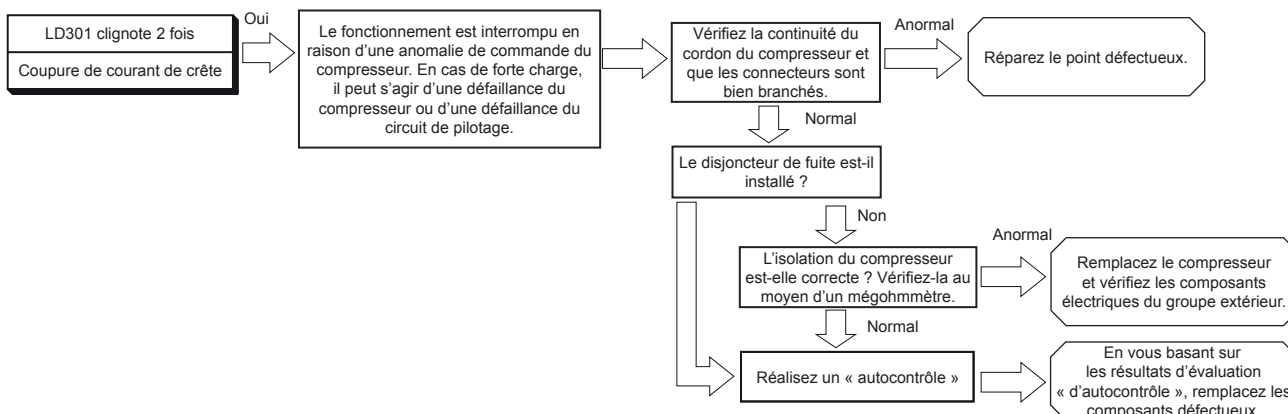 LD301 clignote 2 fois
Coupure de courant de crête
Oui
Le fonctionnement est interrompu en
raison d’une anomalie de commande du
compresseur. En cas de forte charge,
il peut s’agir d’une défaillance du
compresseur ou d’une défaillance du
circuit de pilotage.
Vérifiez la continuité du
cordon du compresseur et
que les connecteurs sont
bien branchés.
Anormal
Réparez le point défectueux.
Normal
Le disjoncteur de fuite est-il
installé ?
Non
L’isolation du compresseur
est-elle correcte ? Vérifiez-la au
moyen d’un mégohmmètre.
Anormal
Remplacez le compresseur
et vérifiez les composants
électriques du groupe extérieur.
Normal
Réalisez un « autocontrôle »
En vous basant sur
les résultats d’évaluation
« d’autocontrôle », remplacez les
composants défectueux.